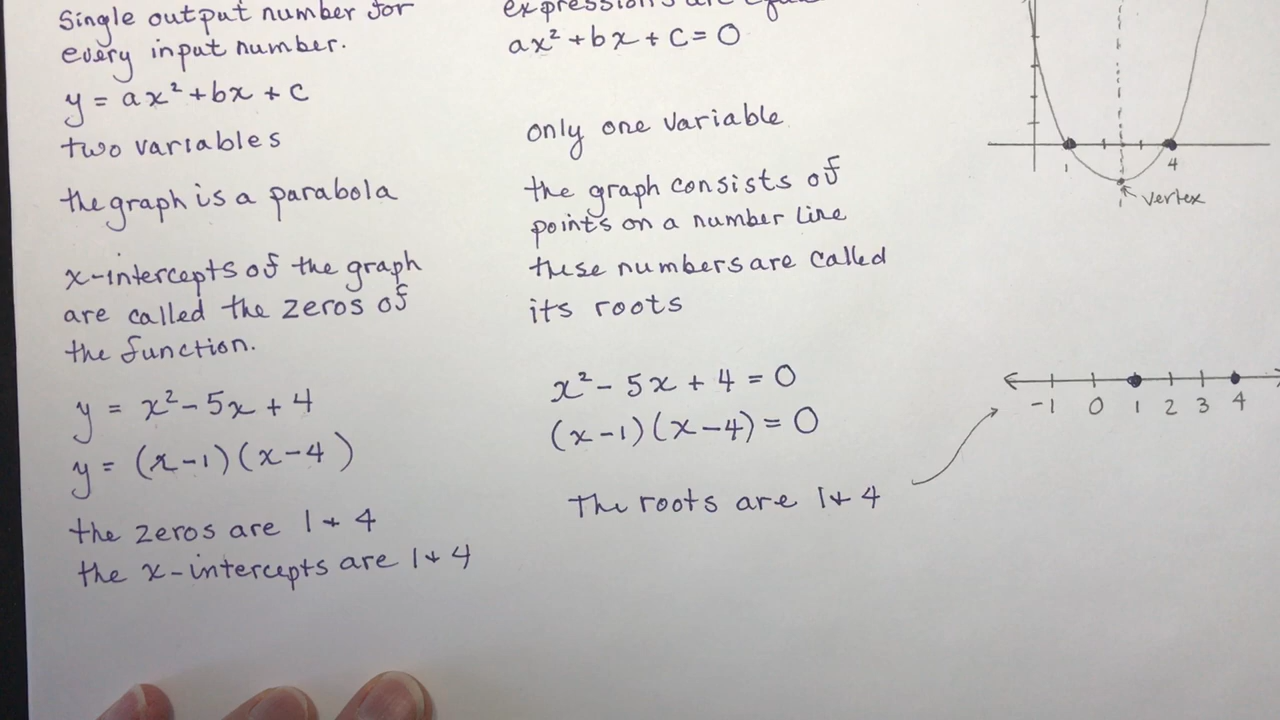 Single output number for
every input number.
y = ax² + bx + c
two variables
the graph is a parabola
x-intercepts of the graph
are called the zeros of
the function.
y = x² - 5x + 4
y = (x-1)(x-4)
the zeros are 1 + 4
the x-intercepts are 1 + 4
ax² + bx + c = 0
only one variable
the graph consists of
points on a number line
these numbers are called
its roots
x² - 5x + 4 = 0
(x-1)(x-4) = 0
The roots are 1 + 4
1 4
vertex
-1 0 1 2 3 4